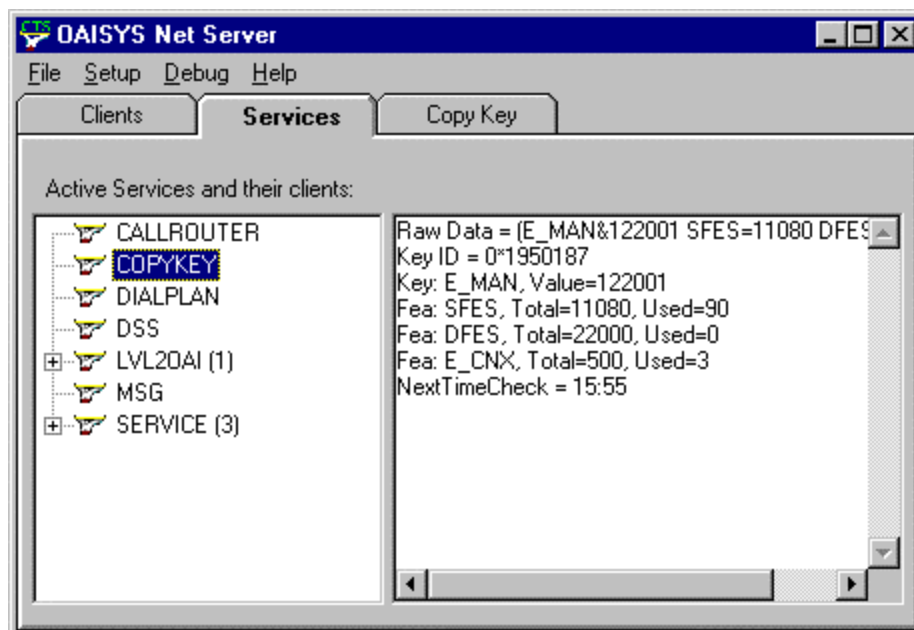 CTS
OAISYS Net Server
File Setup Debug Help
Clients Services Copy Key
Active Services and their clients:
CALLROUTER
COPYKEY
DIALPLAN
DSS
LVL2OAI (1)
MSG
SERVICE (3)
Raw Data = (E_MAN&122001 SFES=11080 DFES
Key ID = 0*1950187
Key: E_MAN, Value=122001
Fea: SFES, Total=11080, Used=90
Fea: DFES, Total=22000, Used=0
Fea: E_CNX, Total=500, Used=3
NextTimeCheck = 15:55